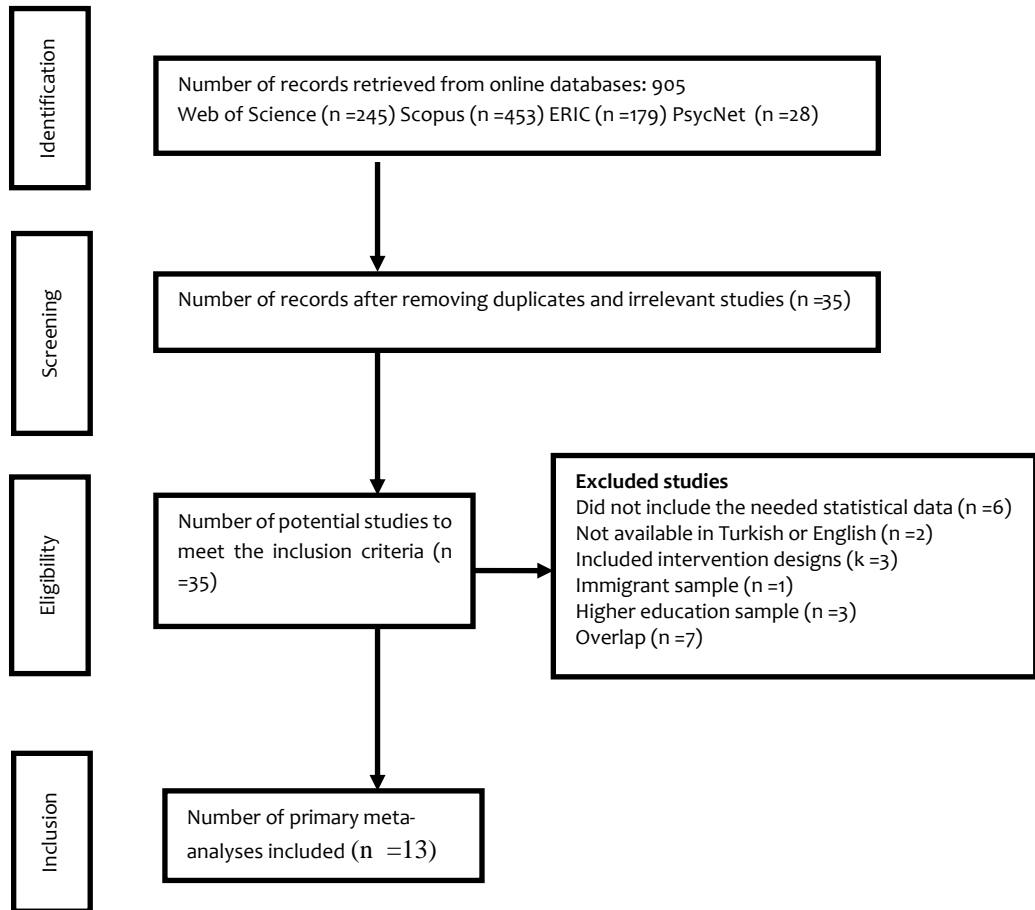 Identification
Number of records retrieved from online databases: 905
Web of Science (n =245) Scopus (n =453) ERIC (n =179) PsycNet (n =28)
Screening
Number of records after removing duplicates and irrelevant studies (n =35)
Eligibility
Number of potential studies to
meet the inclusion criteria (n
=35)
Excluded studies
Did not include the needed statistical data (n =6)
Not available in Turkish or English (n =2)
Included intervention designs (k =3)
Immigrant sample (n =1)
Higher education sample (n =3)
Overlap (n =7)
Inclusion
Number of primary meta-
analyses included (n =13)